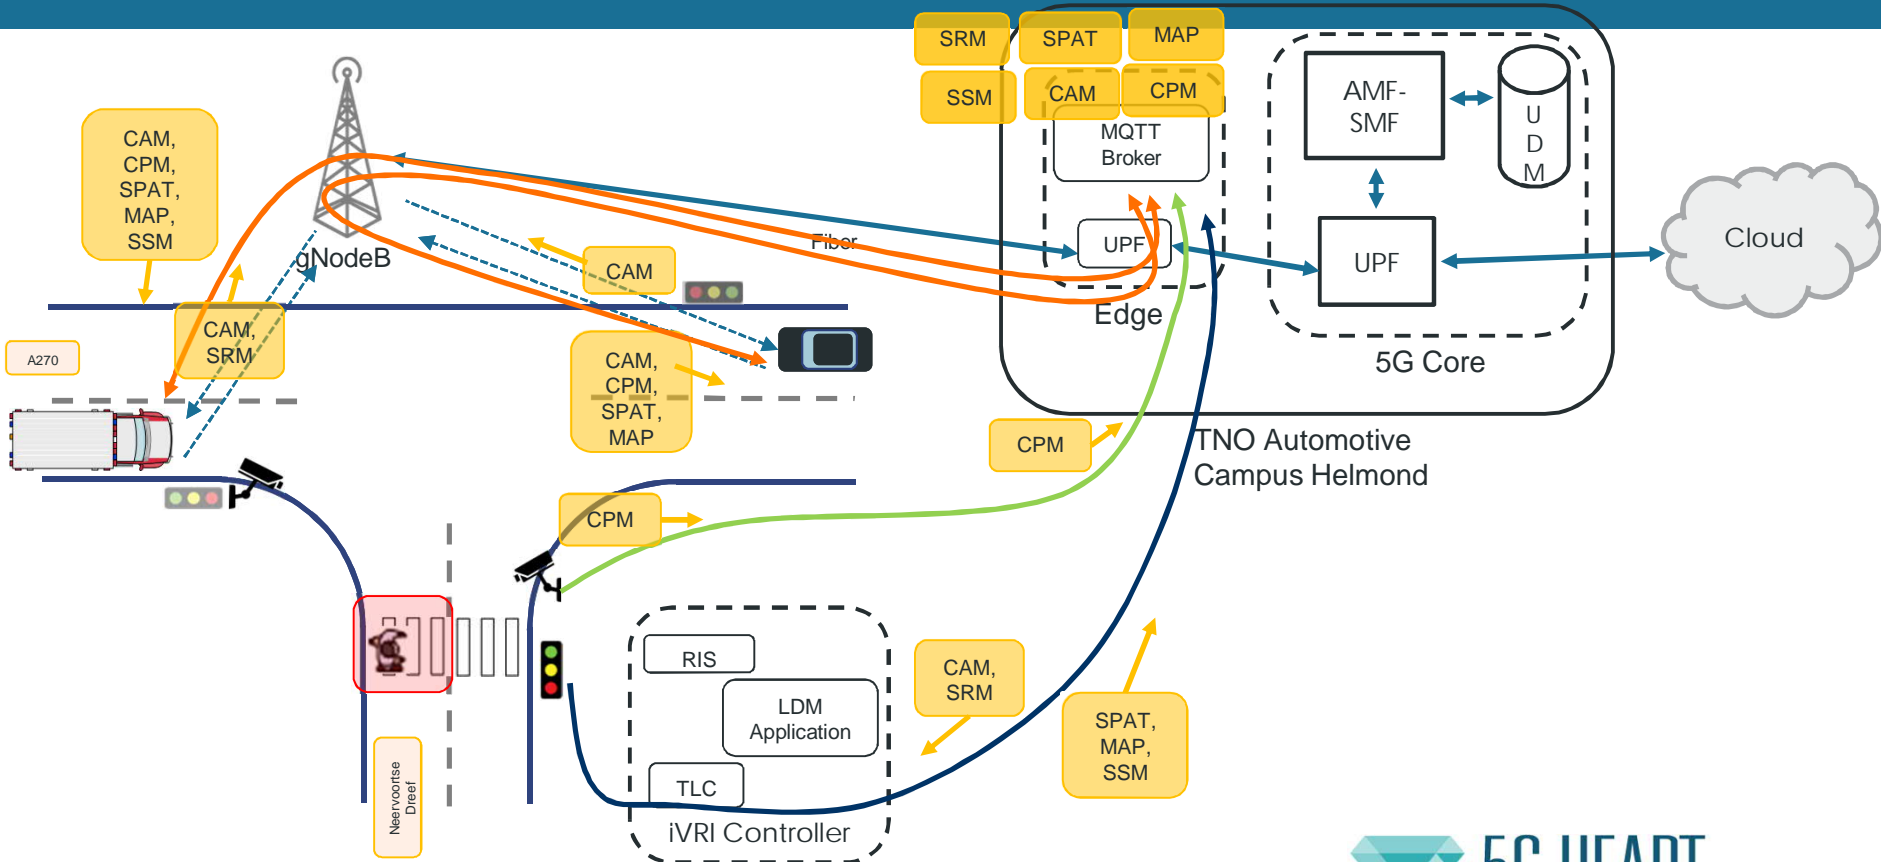 SRM
SPAT
MAP
SSM
CAM
CPM
MQTT
Broker
UPF
Edge
AMF-
SMF
U
D
M
UPF
5G Core
Cloud
TNO Automotive
Campus Helmond
CAM,
CPM,
SPAT,
MAP,
SSM
gNodeB
Fiber
CAM
CAM,
SRM
A270
CAM,
CPM,
SPAT,
MAP
CPM
CPM
RIS
LDM
Application
TLC
iVRI Controller
CAM,
SRM
SPAT,
MAP,
SSM
Neervoortse
Dreef
5G HEART